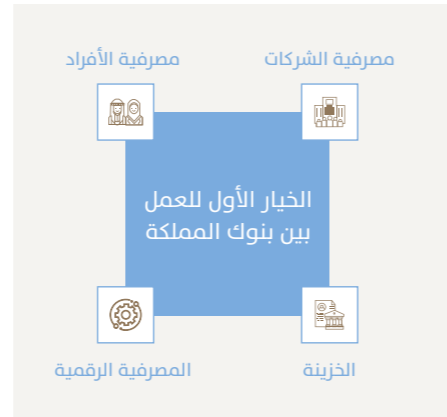 مصرفية الشركات
مصرفية الأفراد
الخيار الأول للعمل
بين بنوك المملكة
الخزينة
المصرفية الرقمية